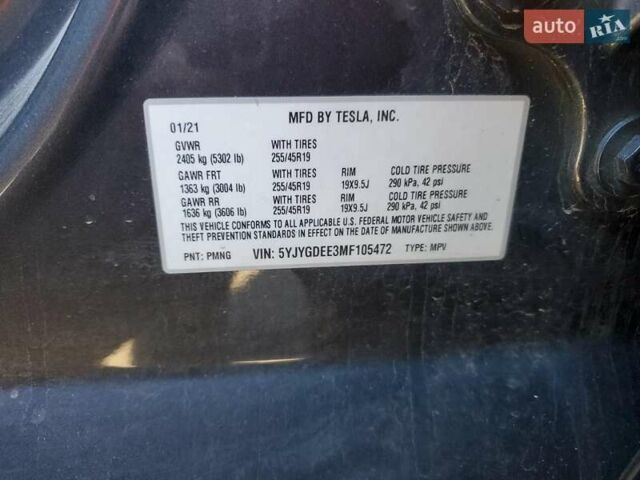 auto RIA
.com
MFD BY TESLA, INC.
01/21
GVWR WITH TIRES
2405 kg (5302 lb) 255/45R19
GAWR FRT WITH TIRES RIM COLD TIRE PRESSURE
1363 kg (3004 lb) 255/45R19 19X9.5J 290 kPa, 42 psi
GAWR RR WITH TIRES RIM COLD TIRE PRESSURE
1636 kg (3606 lb) 255/45R19 19X9.5J 290 kPa, 42 psi
THIS VEHICLE CONFORMS TO ALL APPLICABLE U.S. FEDERAL MOTOR VEHICLE SAFETY AND
THEFT PREVENTION STANDARDS IN EFFECT ON THE DATE OF MANUFACTURE SHOWN ABOVE.
PNT: PMNG VIN: 5YJYGDEE3MF105472 TYPE: MPV